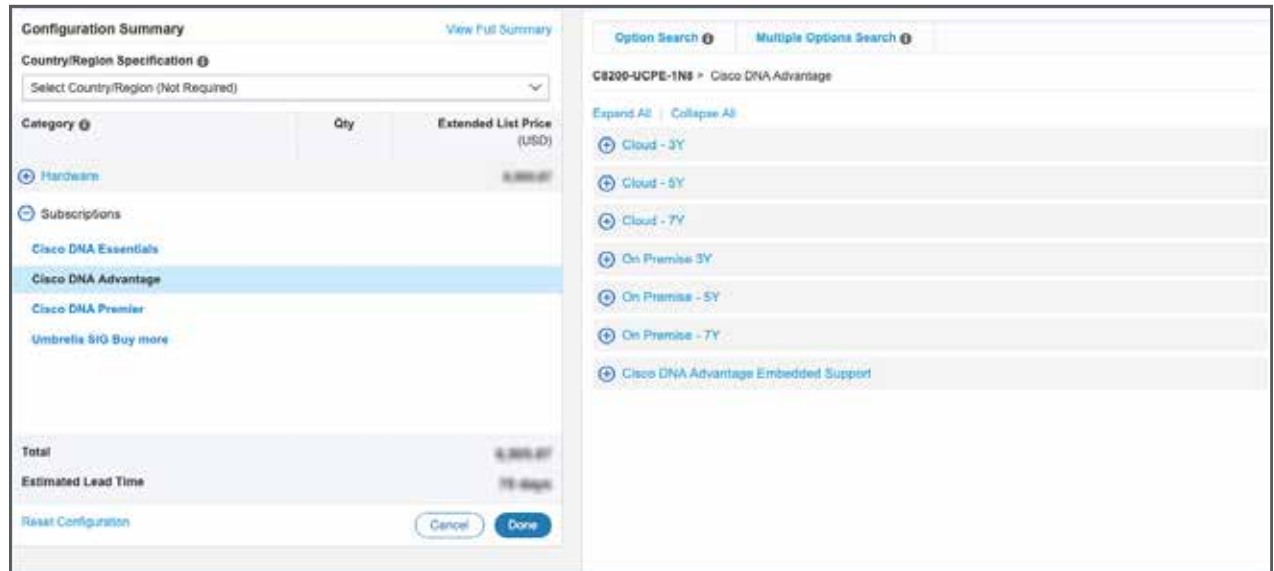 Configuration Summary View Full Summary
Country/Region Specification
Select Country/Region (Not Required)
Category Qty Extended List Price
(USD)
Hardware
Subscriptions
Cisco DNA Essentials
Cisco DNA Advantage
Cisco DNA Premier
Umbrella SIG Buy more
Total
Estimated Lead Time
Reset Configuration Cancel Done
Option Search Multiple Options Search
C8200-UCPE-1N8 > Cisco DNA Advantage
Expand All | Collapse All
Cloud - 3Y
Cloud - 5Y
Cloud - 7Y
On Premise 3Y
On Premise - 5Y
On Premise - 7Y
Cisco DNA Advantage Embedded Support